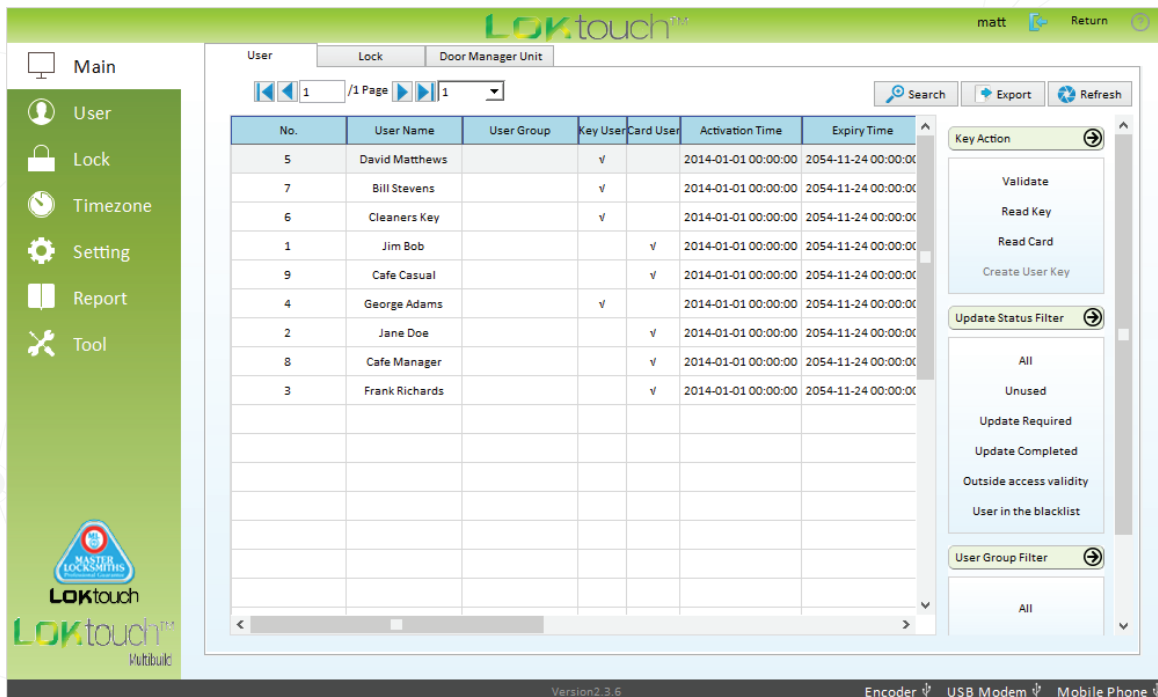 LOKtouch™
matt Return ?
Main
User
Lock
Timezone
Setting
Report
Tool
MASTER
LOCKSMITHS
LOKtouch
LOKtouch™
Multibuild
User Lock Door Manager Unit
1 /1 Page 1
Search Export Refresh
No. User Name User Group Key User Card User Activation Time Expiry Time
5 David Matthews √ 2014-01-01 00:00:00 2054-11-24 00:00:00
7 Bill Stevens √ 2014-01-01 00:00:00 2054-11-24 00:00:00
6 Cleaners Key √ 2014-01-01 00:00:00 2054-11-24 00:00:00
1 Jim Bob √ 2014-01-01 00:00:00 2054-11-24 00:00:00
9 Cafe Casual √ 2014-01-01 00:00:00 2054-11-24 00:00:00
4 George Adams √ 2014-01-01 00:00:00 2054-11-24 00:00:00
2 Jane Doe √ 2014-01-01 00:00:00 2054-11-24 00:00:00
8 Cafe Manager √ 2014-01-01 00:00:00 2054-11-24 00:00:00
3 Frank Richards √ 2014-01-01 00:00:00 2054-11-24 00:00:00
Key Action
Validate
Read Key
Read Card
Create User Key
Update Status Filter
All
Unused
Update Required
Update Completed
Outside access validity
User in the blacklist
User Group Filter
All
Version2.3.6
Encoder USB Modem Mobile Phone